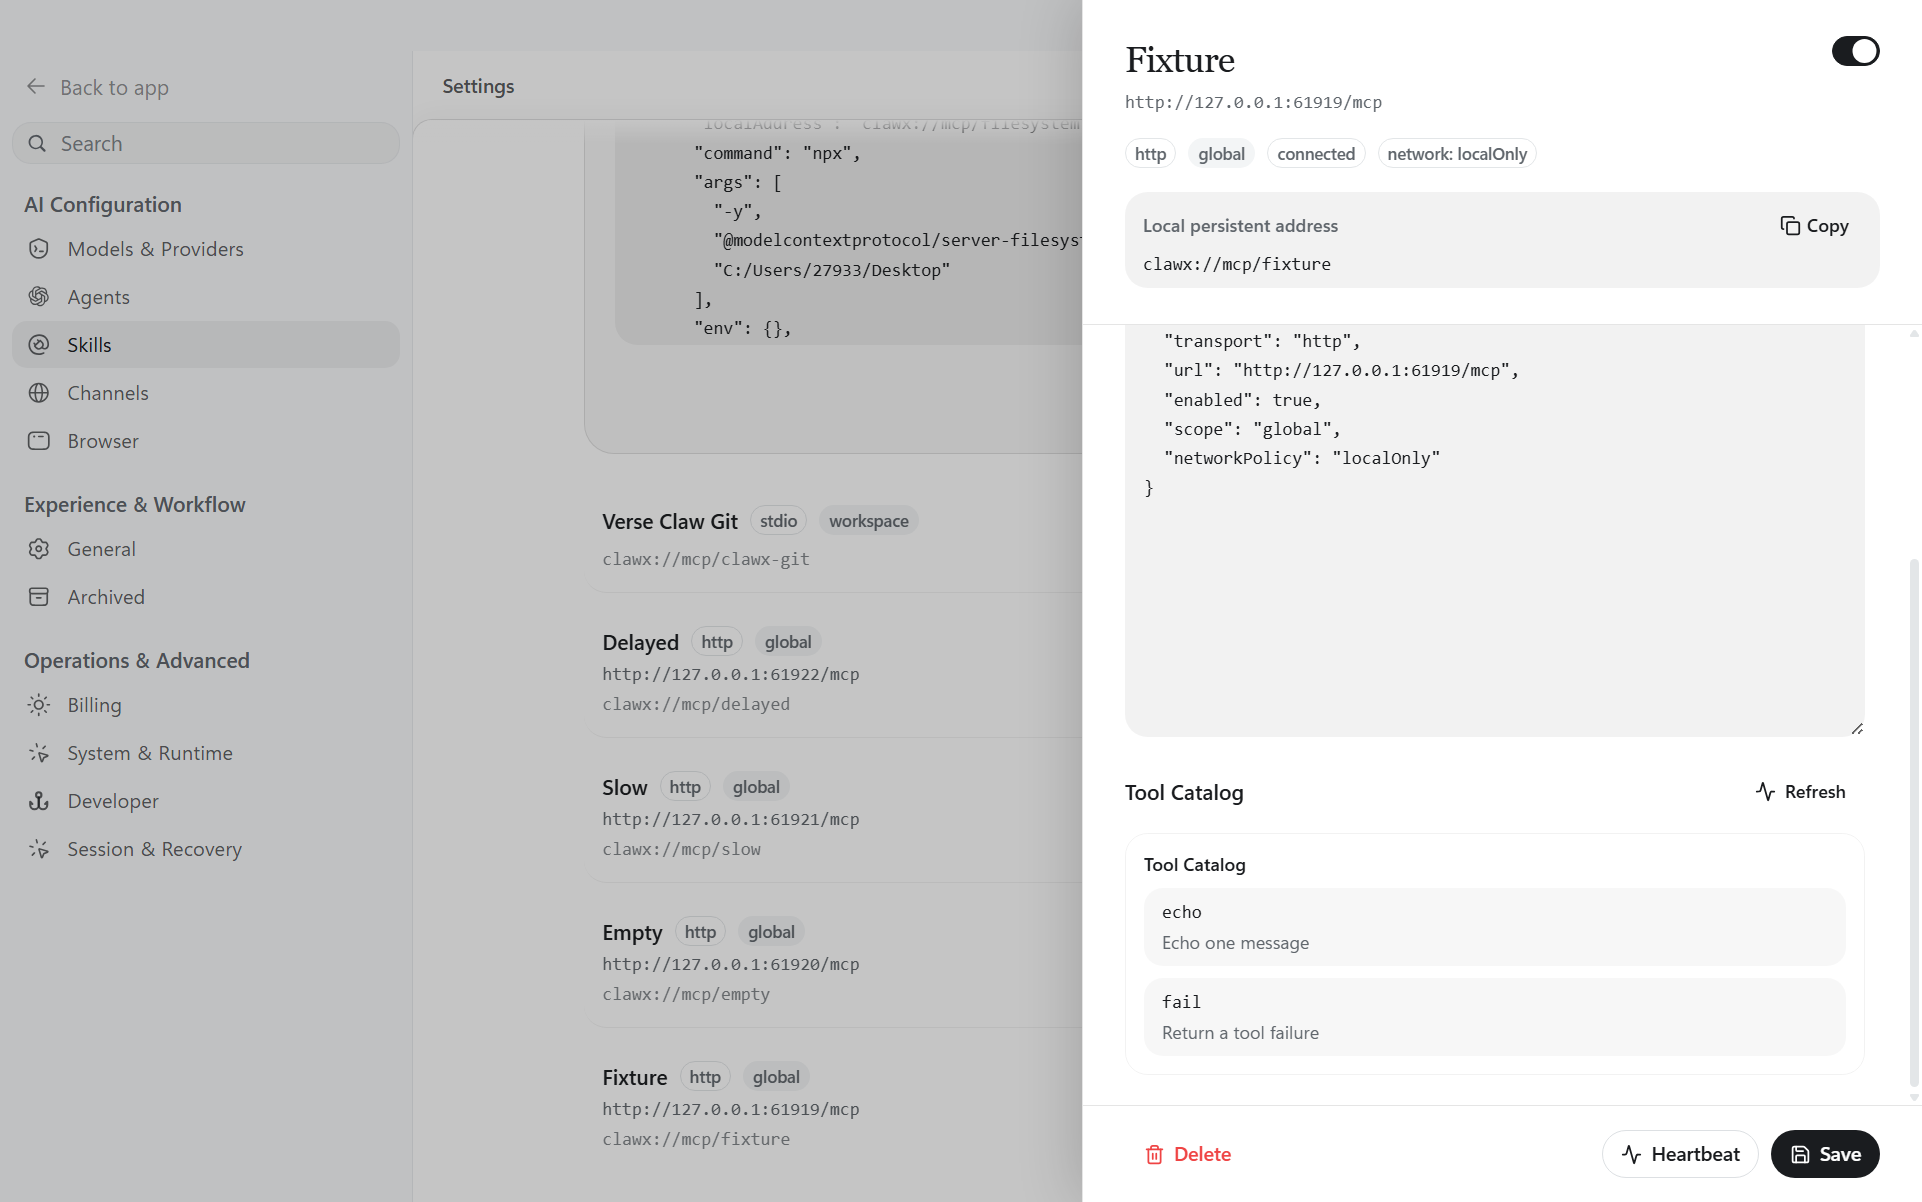 Back to app
Search
AI Configuration
Models & Providers
Agents
Skills
Channels
Browser
Experience & Workflow
General
Archived
Operations & Advanced
Billing
System & Runtime
Developer
Session & Recovery
Settings
"localAddress": "clawx://mcp/filesystem
"command": "npx",
"args": [
"-y",
"@modelcontextprotocol/server-filesyst
"C:/Users/27933/Desktop"
],
"env": {},
Verse Claw Git stdio workspace
clawx://mcp/clawx-git
Delayed http global
http://127.0.0.1:61922/mcp
clawx://mcp/delayed
Slow http global
http://127.0.0.1:61921/mcp
clawx://mcp/slow
Empty http global
http://127.0.0.1:61920/mcp
clawx://mcp/empty
Fixture http global
http://127.0.0.1:61919/mcp
clawx://mcp/fixture
Fixture
http://127.0.0.1:61919/mcp
http global connected network: localOnly
Local persistent address Copy
clawx://mcp/fixture
"transport": "http",
"url": "http://127.0.0.1:61919/mcp",
"enabled": true,
"scope": "global",
"networkPolicy": "localOnly"
}
Tool Catalog Refresh
Tool Catalog
echo
Echo one message
fail
Return a tool failure
Delete Heartbeat Save